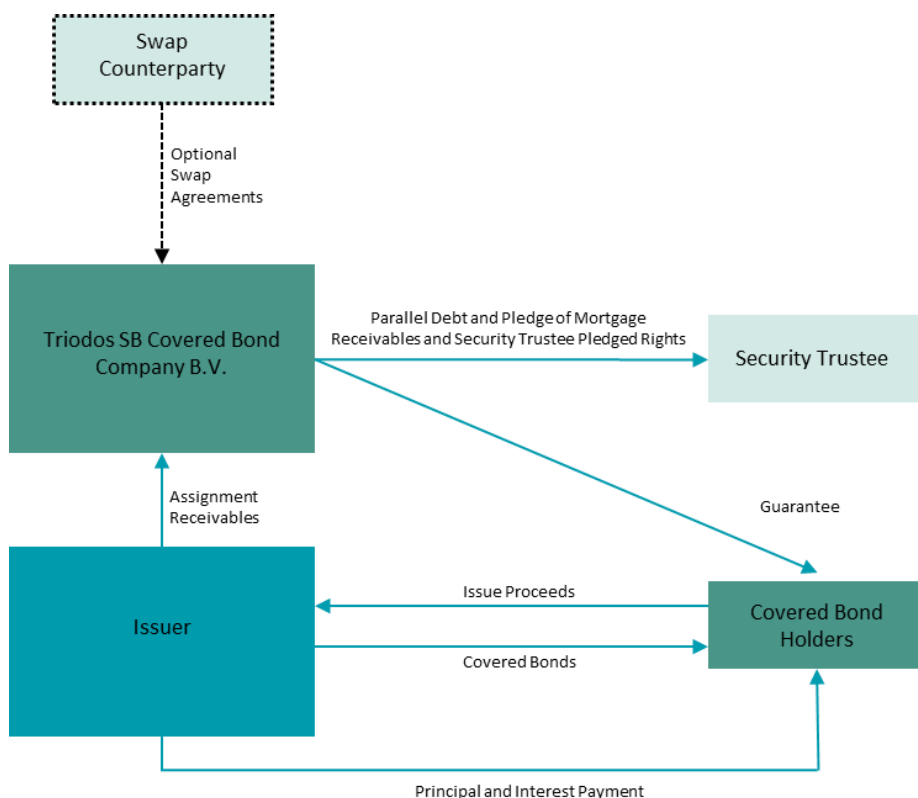 Swap
Counterparty
Optional
Swap
Agreements
Triodos SB Covered Bond
Company B.V.
Parallel Debt and Pledge of Mortgage
Receivables and Security Trustee Pledged Rights
Security Trustee
Assignment
Receivables
Guarantee
Issuer
Issue Proceeds
Covered Bonds
Covered Bond
Holders
Principal and Interest Payment